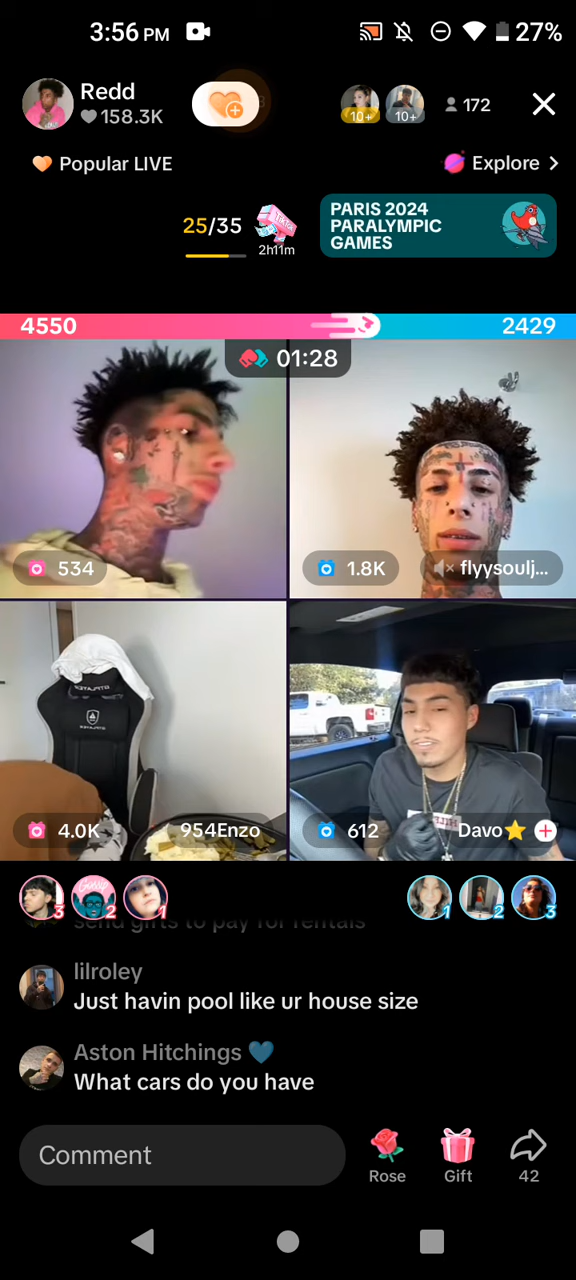 3:56 PM
27%
Redd
158.3K
10+
10+
172
Popular LIVE
Explore
25/35
TikTok
2h11m
PARIS 2024
PARALYMPIC
GAMES
4550
2429
01:28
534
1.8K
flyysoulj...
4.0K
954Enzo
612
Davo⭐
3
2
1
1
2
3
send gifts to pay for rentals
lilroley
Just havin pool like ur house size
Aston Hitchings 💙
What cars do you have
Comment
Rose
Gift
42